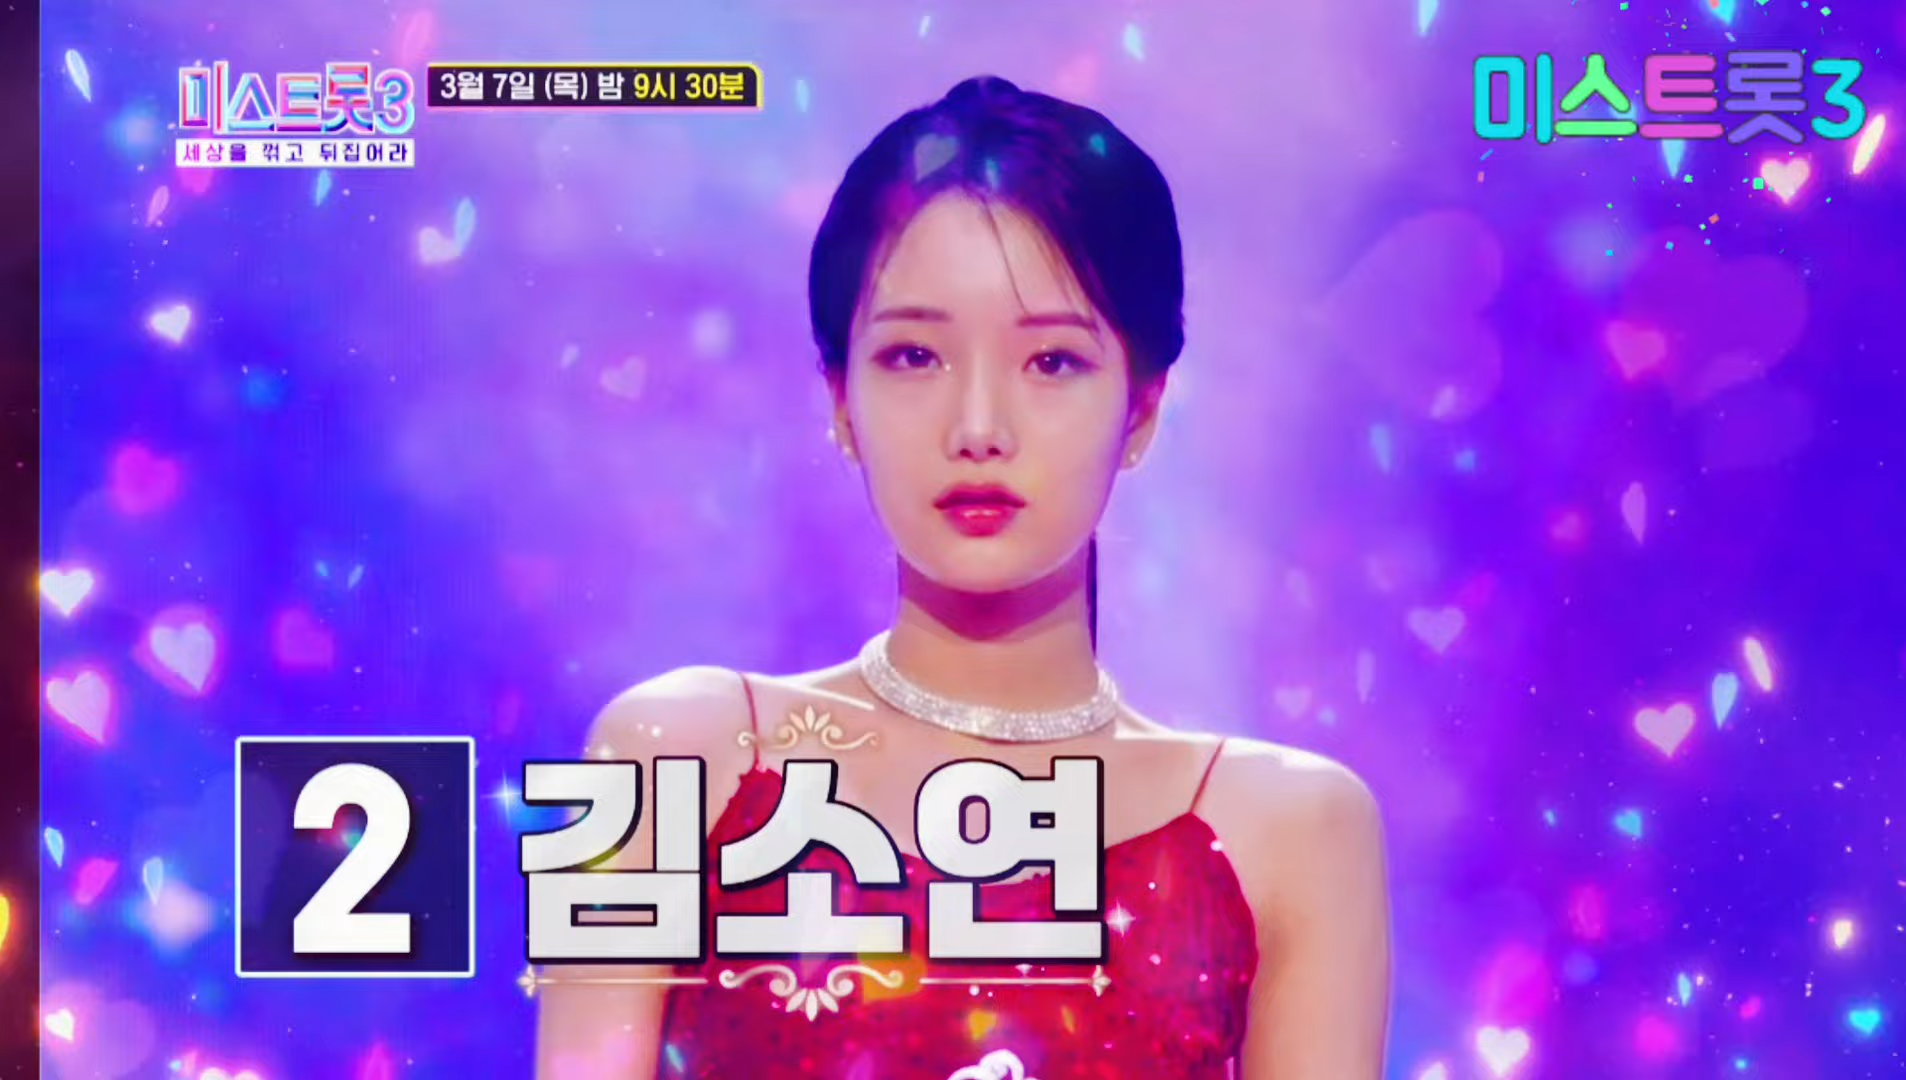 미스트롯3
세상을 꺾고 뒤집어라
3월 7일 (목) 밤 9시 30분
미스트롯3
2 김소연